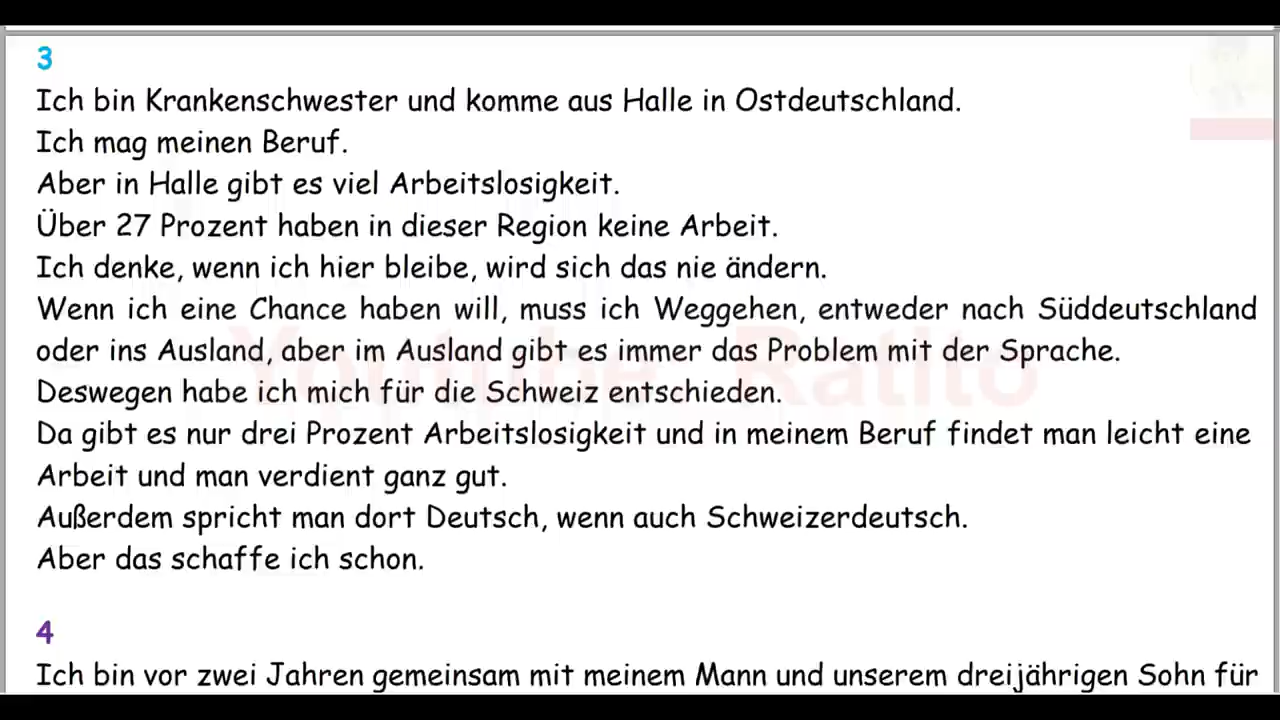 3
Ich bin Krankenschwester und komme aus Halle in Ostdeutschland.
Ich mag meinen Beruf.
Aber in Halle gibt es viel Arbeitslosigkeit.
Über 27 Prozent haben in dieser Region keine Arbeit.
Ich denke, wenn ich hier bleibe, wird sich das nie ändern.
Wenn ich eine Chance haben will, muss ich Weggehen, entweder nach Süddeutschland
oder ins Ausland, aber im Ausland gibt es immer das Problem mit der Sprache.
Youtube Ratito
Deswegen habe ich mich für die Schweiz entschieden.
Da gibt es nur drei Prozent Arbeitslosigkeit und in meinem Beruf findet man leicht eine
Arbeit und man verdient ganz gut.
Außerdem spricht man dort Deutsch, wenn auch Schweizerdeutsch.
Aber das schaffe ich schon.
4
Ich bin vor zwei Jahren gemeinsam mit meinem Mann und unserem dreijährigen Sohn für